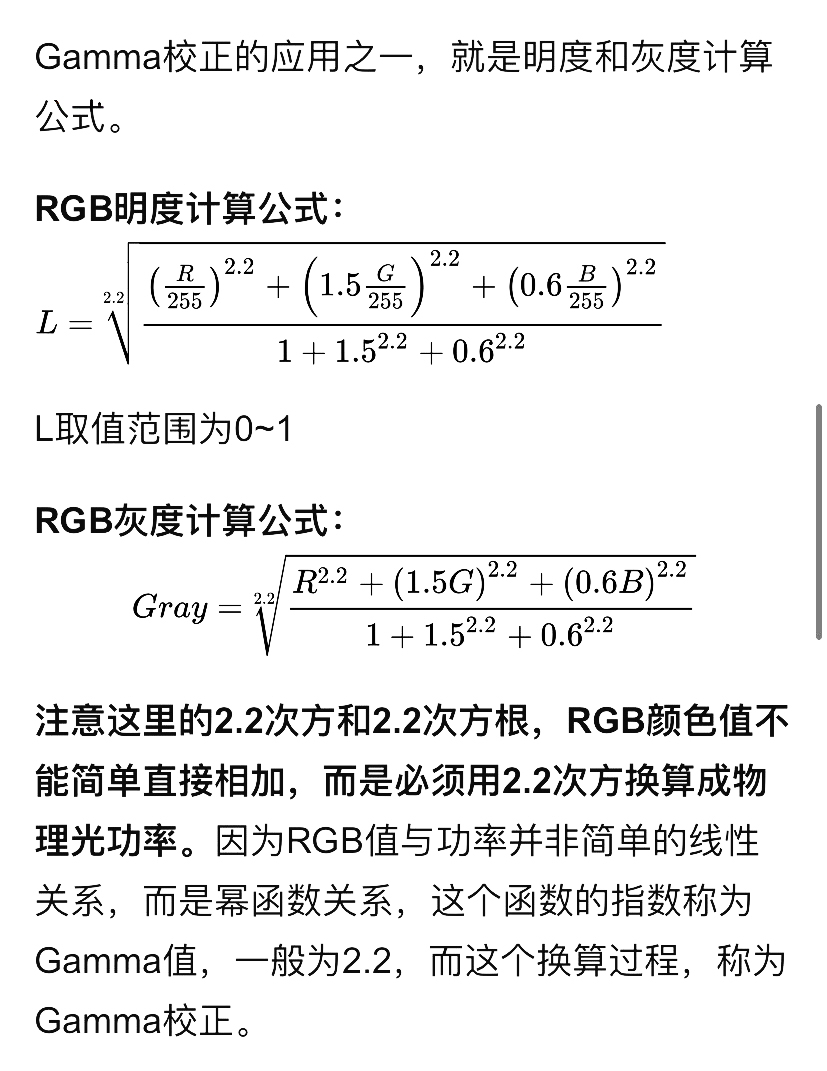 Gamma校正的应用之一，就是明度和灰度计算
公式。
RGB明度计算公式：
L = \sqrt[2.2]{\frac{(\frac{R}{255})^{2.2} + (1.5\frac{G}{255})^{2.2} + (0.6\frac{B}{255})^{2.2}}{1 + 1.5^{2.2} + 0.6^{2.2}}}
L取值范围为0~1
RGB灰度计算公式：
Gray = \sqrt[2.2]{\frac{R^{2.2} + (1.5G)^{2.2} + (0.6B)^{2.2}}{1 + 1.5^{2.2} + 0.6^{2.2}}}
注意这里的2.2次方和2.2次方根，RGB颜色值不
能简单直接相加，而是必须用2.2次方换算成物
理光功率。因为RGB值与功率并非简单的线性
关系，而是幂函数关系，这个函数的指数称为
Gamma值，一般为2.2，而这个换算过程，称为
Gamma校正。